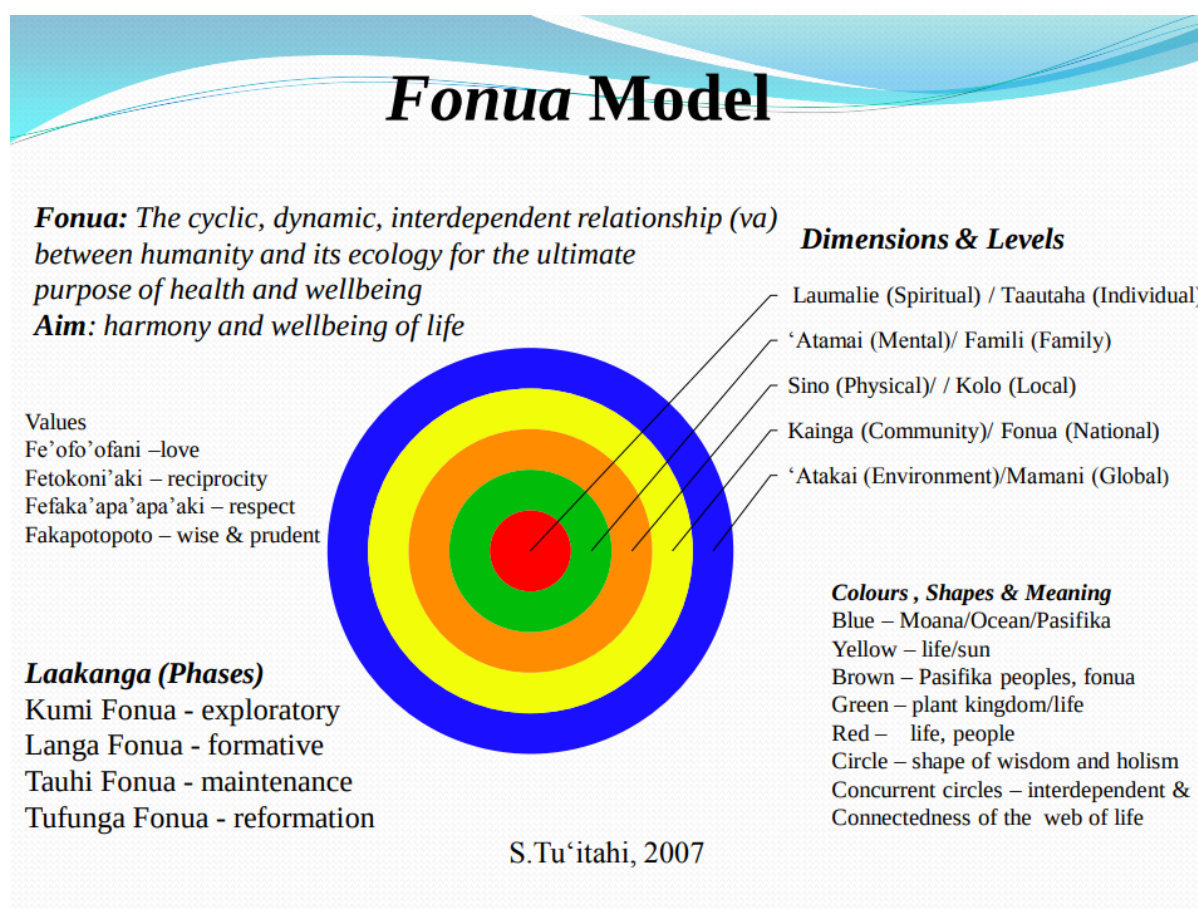 Fonua Model
Fonua: The cyclic, dynamic, interdependent relationship (va)
between humanity and its ecology for the ultimate
purpose of health and wellbeing
Aim: harmony and wellbeing of life
Dimensions & Levels
Laumalie (Spiritual) / Taautaha (Individual)
‘Atamai (Mental)/ Famili (Family)
Sino (Physical)/ / Kolo (Local)
Kainga (Community)/ Fonua (National)
‘Atakai (Environment)/Mamani (Global)
Values
Fe’ofo’ofani –love
Fetokoni’aki – reciprocity
Fefaka’apa’apa’aki – respect
Fakapotopoto – wise & prudent
Laakanga (Phases)
Kumi Fonua - exploratory
Langa Fonua - formative
Tauhi Fonua - maintenance
Tufunga Fonua - reformation
Colours , Shapes & Meaning
Blue – Moana/Ocean/Pasifika
Yellow – life/sun
Brown – Pasifika peoples, fonua
Green – plant kingdom/life
Red – life, people
Circle – shape of wisdom and holism
Concurrent circles – interdependent &
Connectedness of the web of life
S.Tu‘itahi, 2007